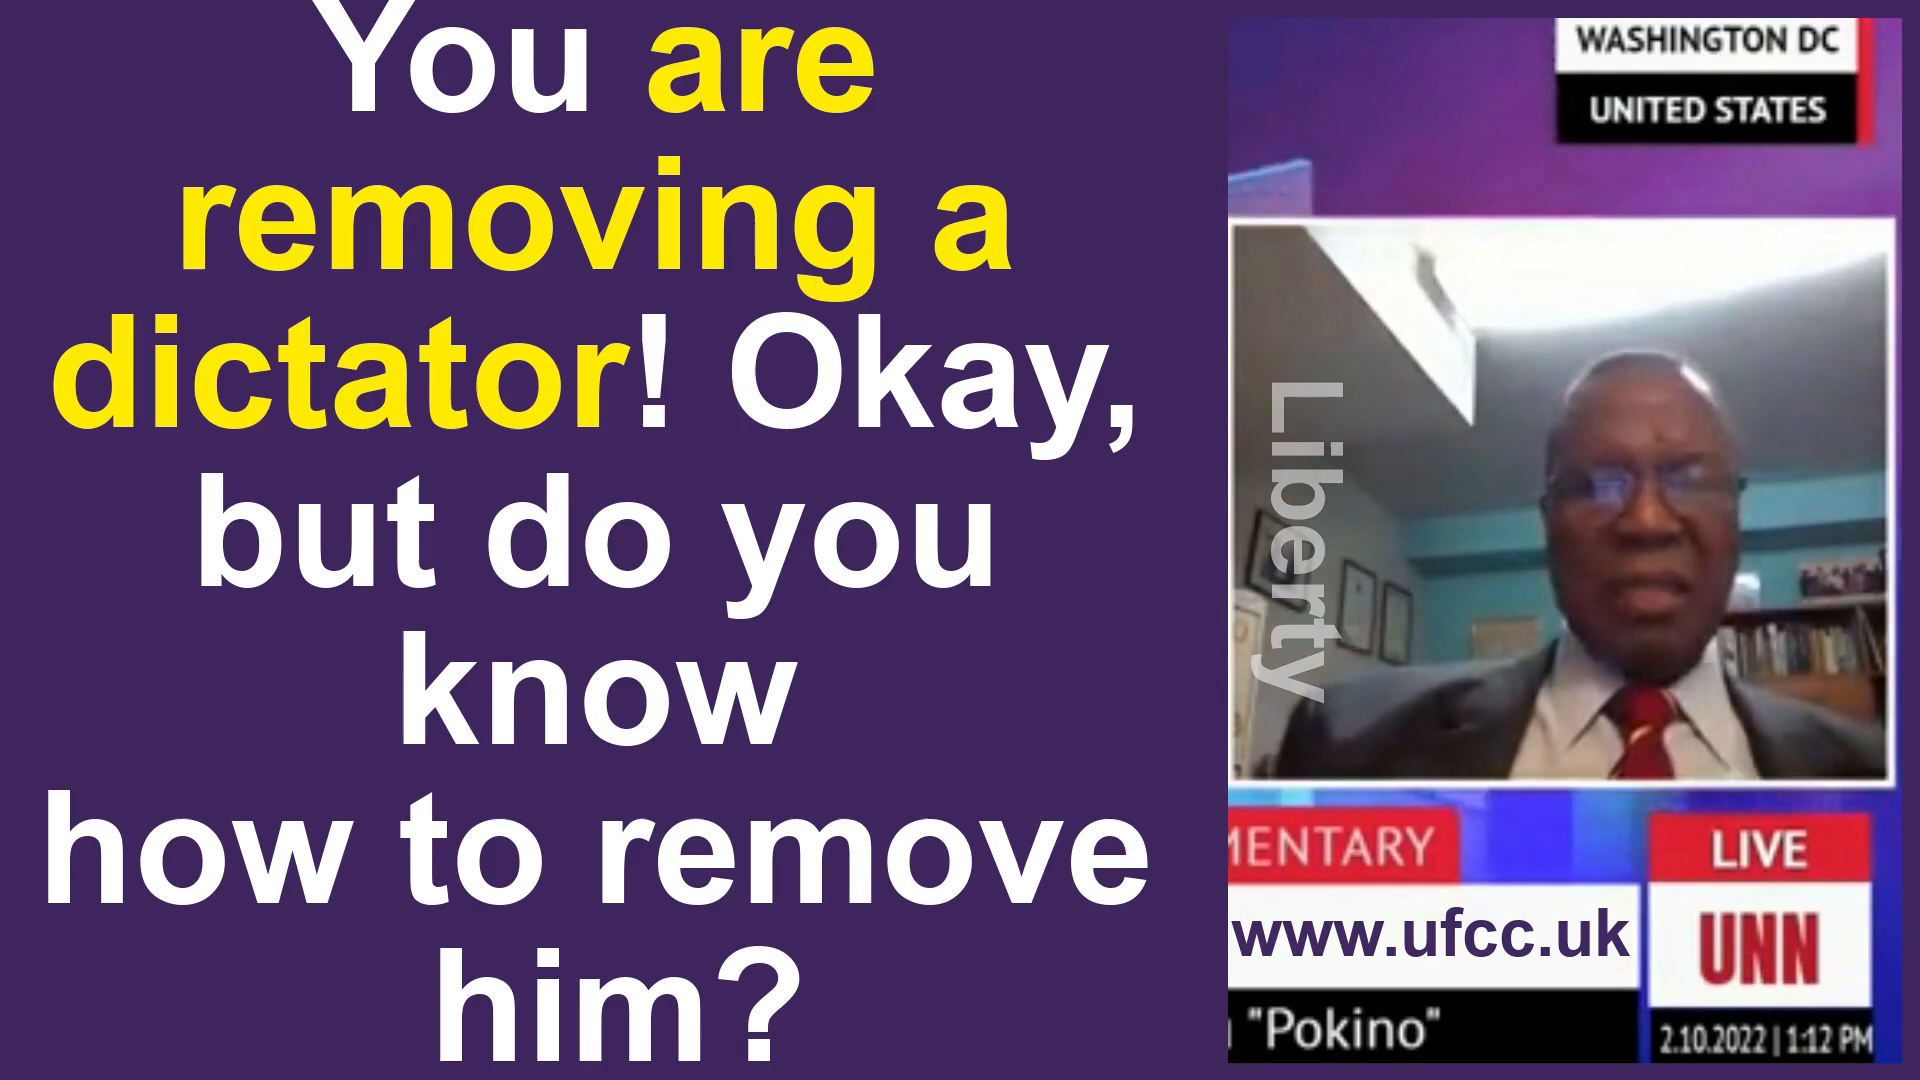 You are
removing a
dictator! Okay,
but do you
know
how to remove
him?
WASHINGTON DC
UNITED STATES
Liberty
MENTARY
LIVE
www.ufcc.uk
UNN
"Pokino"
2.10.2022 | 1:12 PM